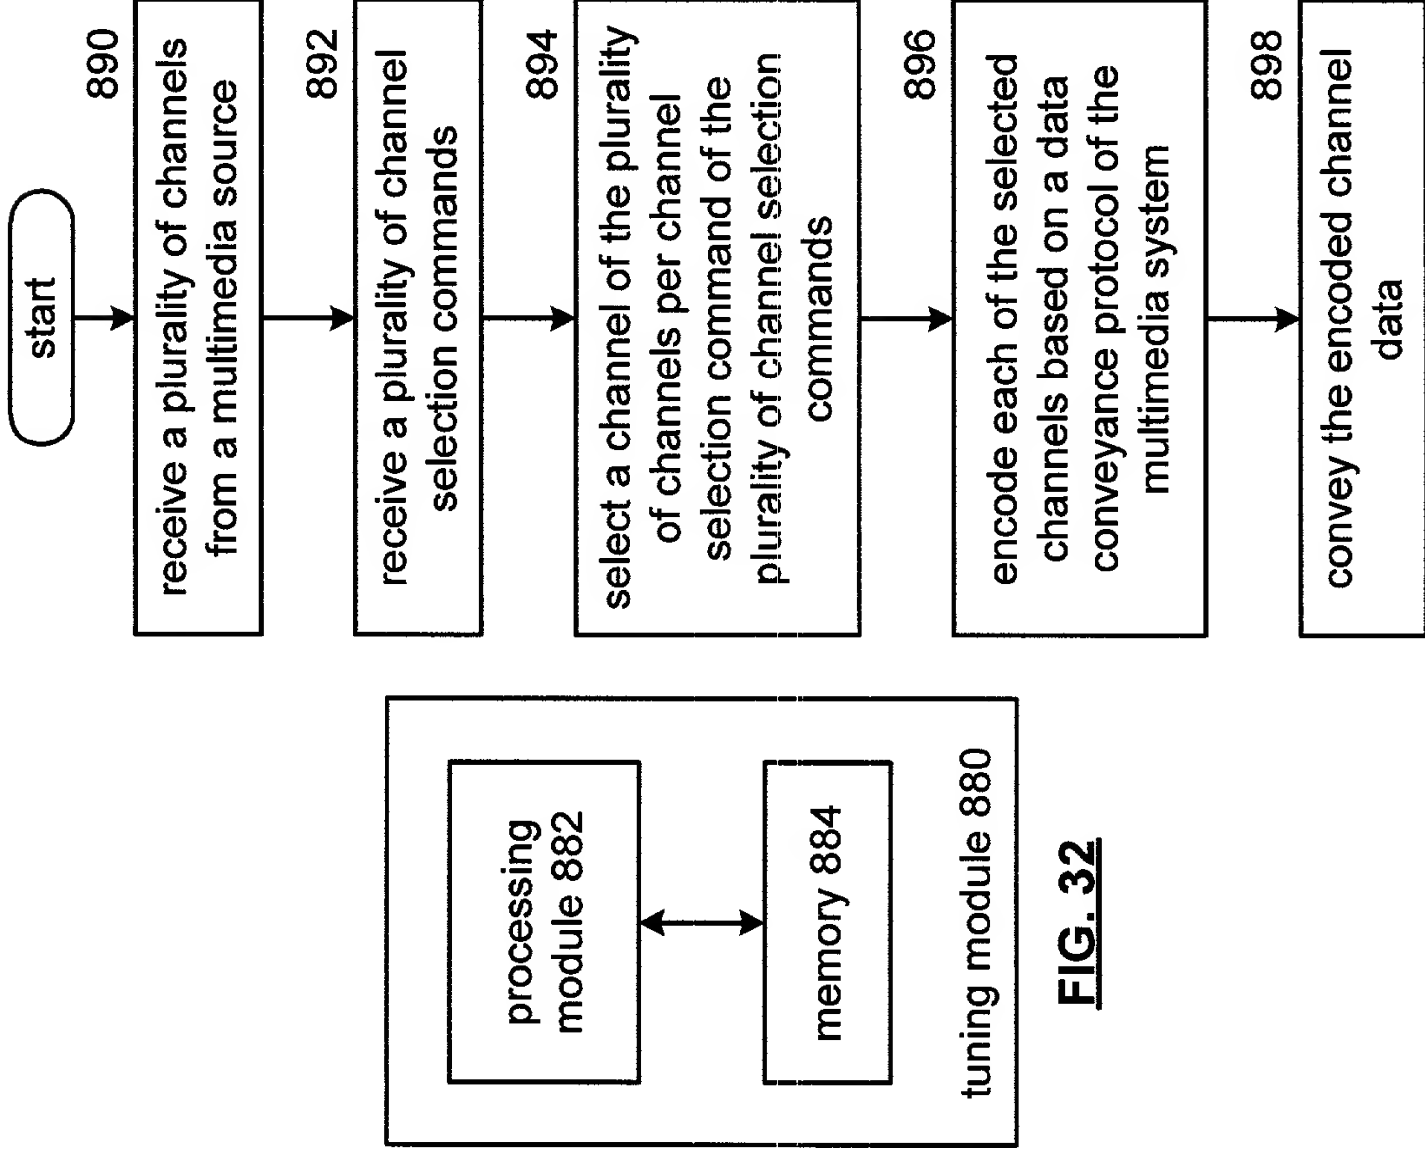 start
890
receive a plurality of channels
from a multimedia source
892
receive a plurality of channel
selection commands
894
select a channel of the plurality
of channels per channel
selection command of the
plurality of channel selection
commands
896
encode each of the selected
channels based on a data
conveyance protocol of the
multimedia system
898
convey the encoded channel
data
processing
module 882
memory 884
tuning module 880
FIG. 32